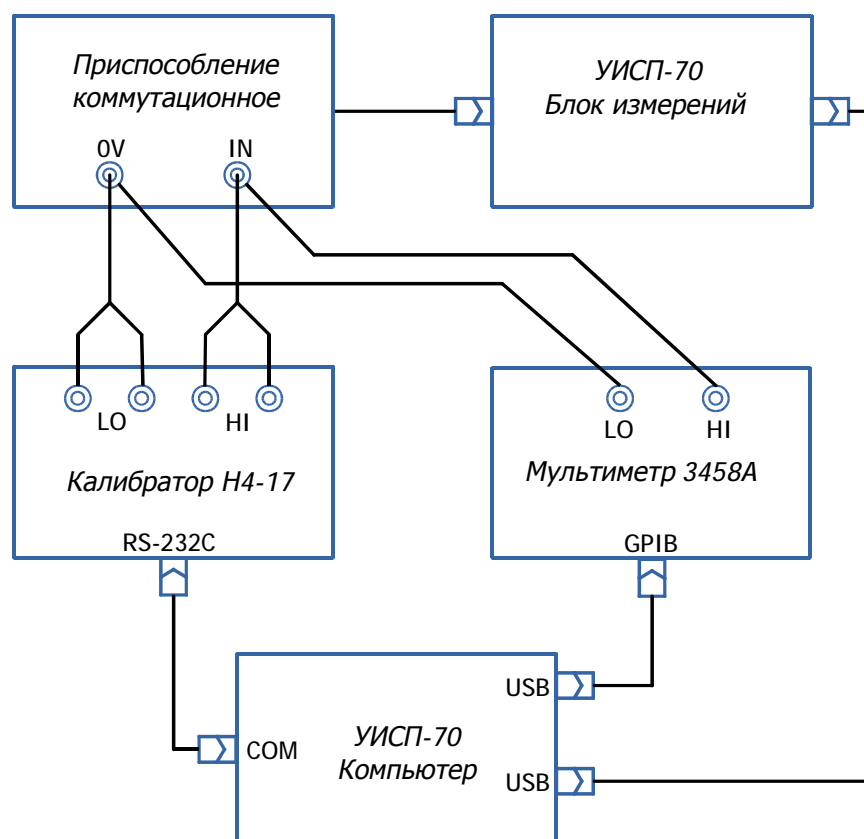 Приспособление
коммутационное
0V
IN
УИСП-70
Блок измерений
LO
HI
Калибратор Н4-17
RS-232C
LO
HI
Мультиметр 3458А
GPIB
USB
COM
УИСП-70
Компьютер
USB